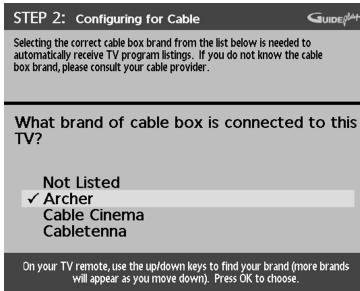 STEP 2: Configuring for Cable GUIDE Plus+
Selecting the correct cable box brand from the list below is needed to
automatically receive TV program listings. If you do not know the cable
box brand, please consult your cable provider.
What brand of cable box is connected to this
TV?
Not Listed
✓ Archer
Cable Cinema
Cabletenna
On your TV remote, use the up/down keys to find your brand (more brands
will appear as you move down). Press OK to choose.